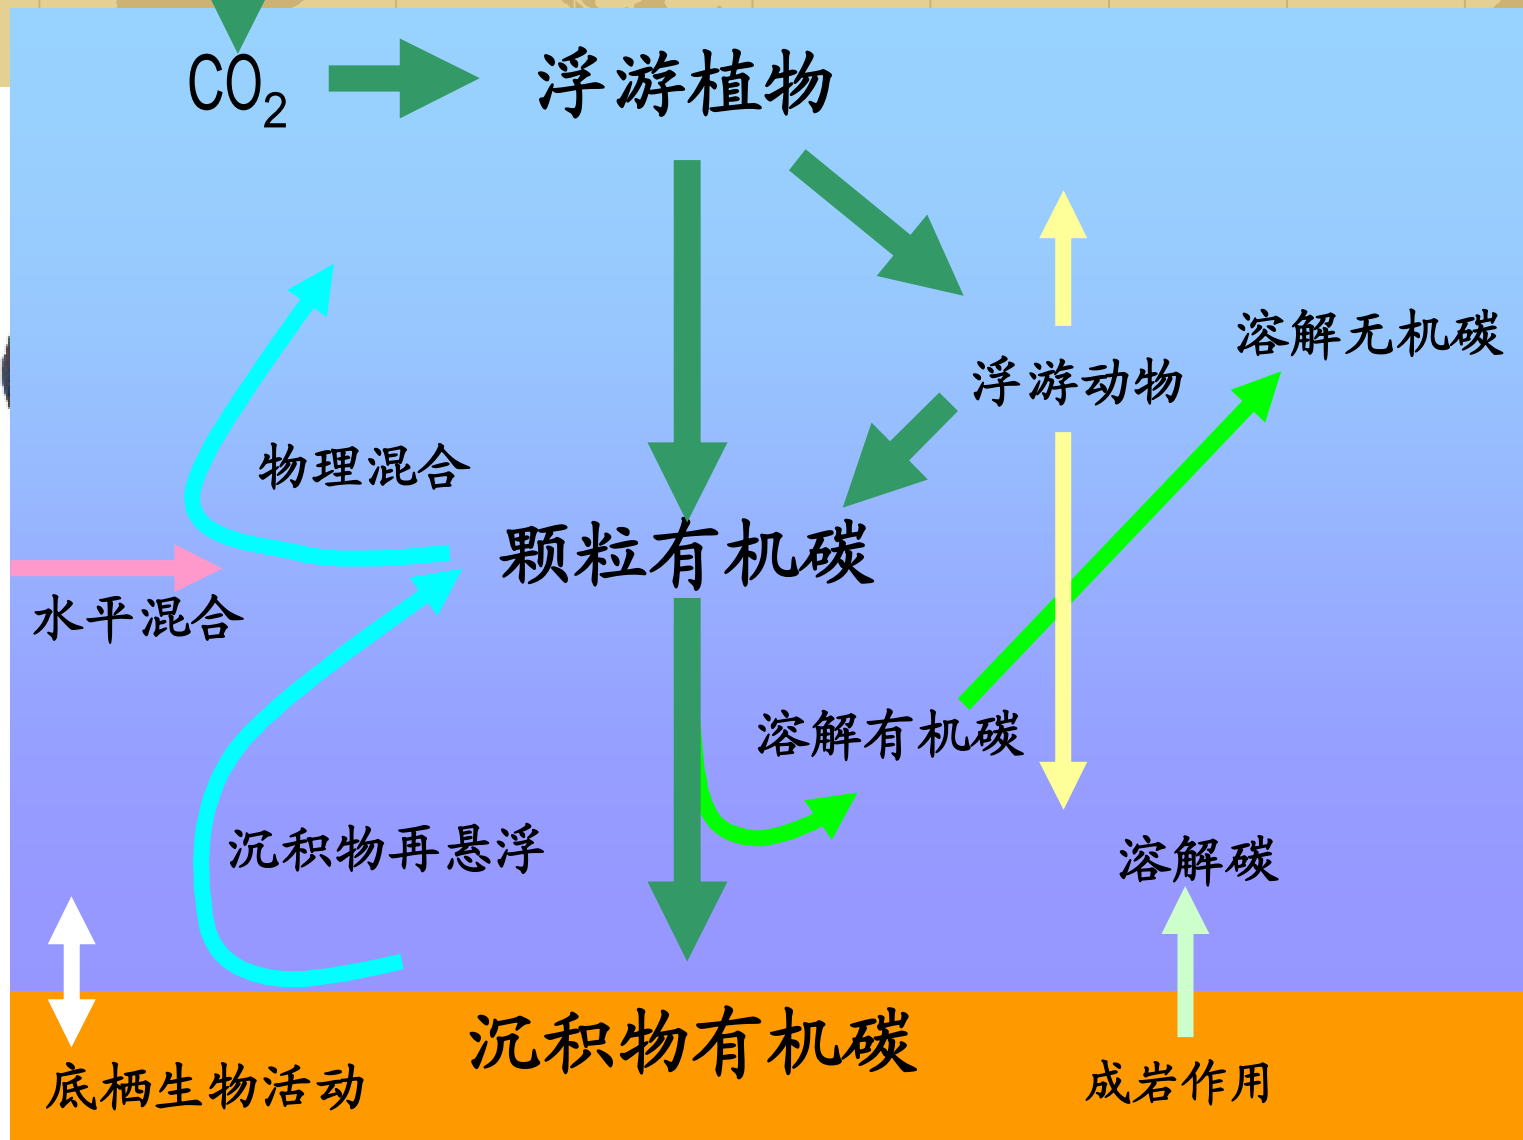 CO₂
浮游植物
溶解无机碳
浮游动物
物理混合
颗粒有机碳
水平混合
溶解有机碳
沉积物再悬浮
溶解碳
沉积物有机碳
底栖生物活动
成岩作用